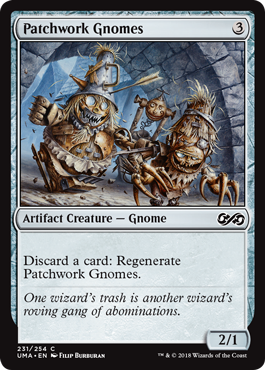 Patchwork Gnomes 3
Artifact Creature — Gnome
Discard a card: Regenerate
Patchwork Gnomes.
One wizard's trash is another wizard's
roving gang of abominations.
2/1
231/254 C
UMA • EN Filip Burburan
™ & © 2018 Wizards of the Coast